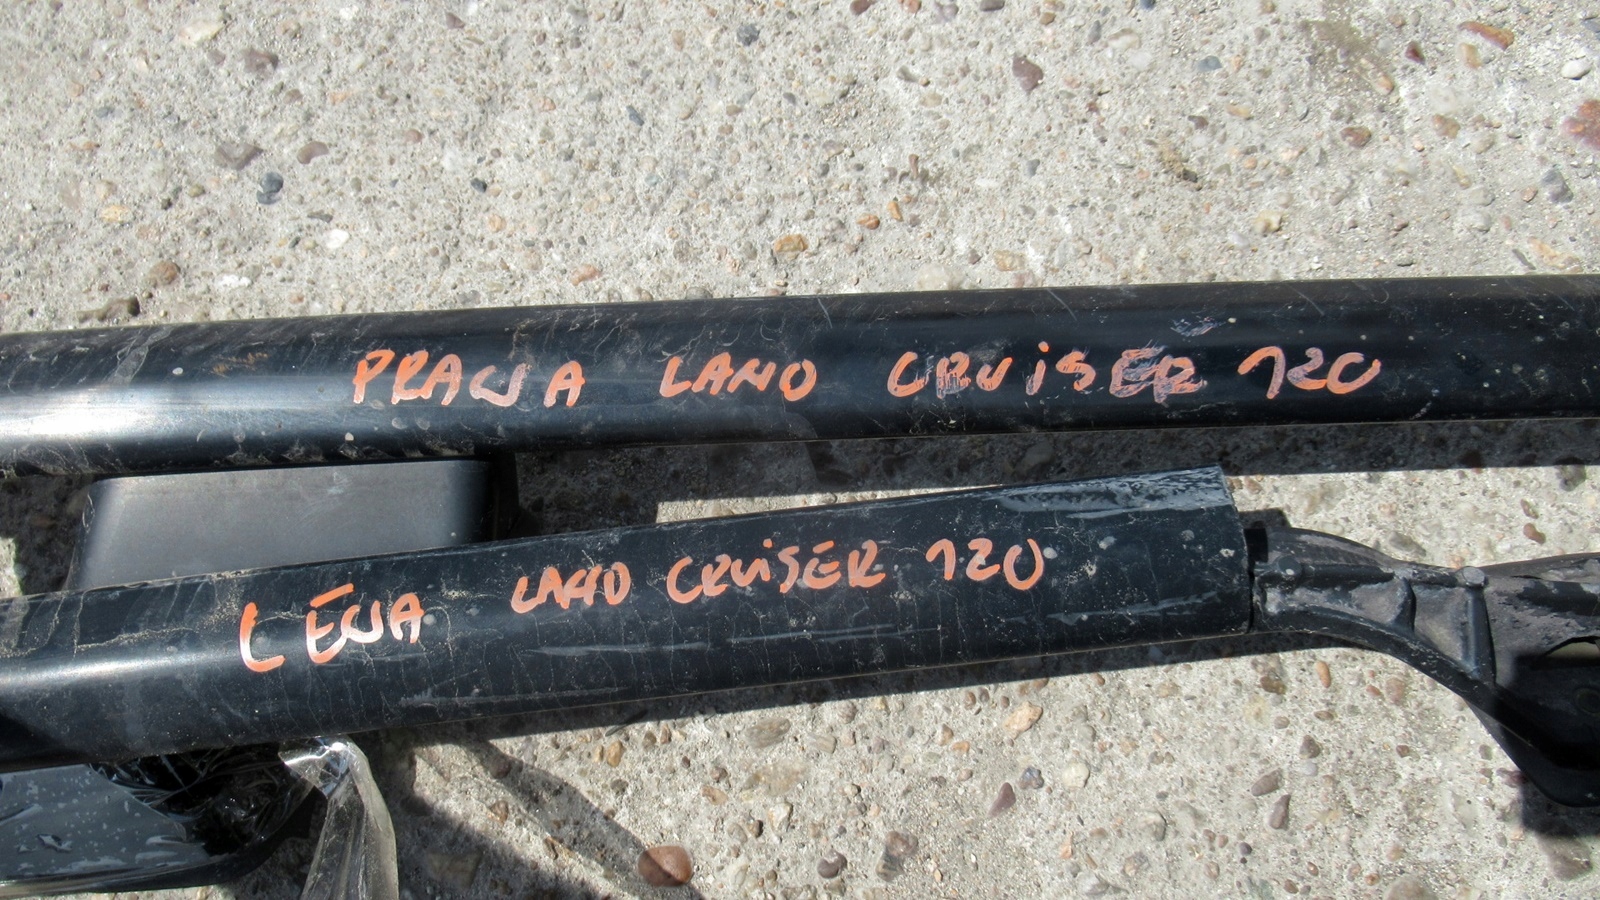 PRAWA LAND CRUiSER 120
LEWA LAND CRUiSER 120